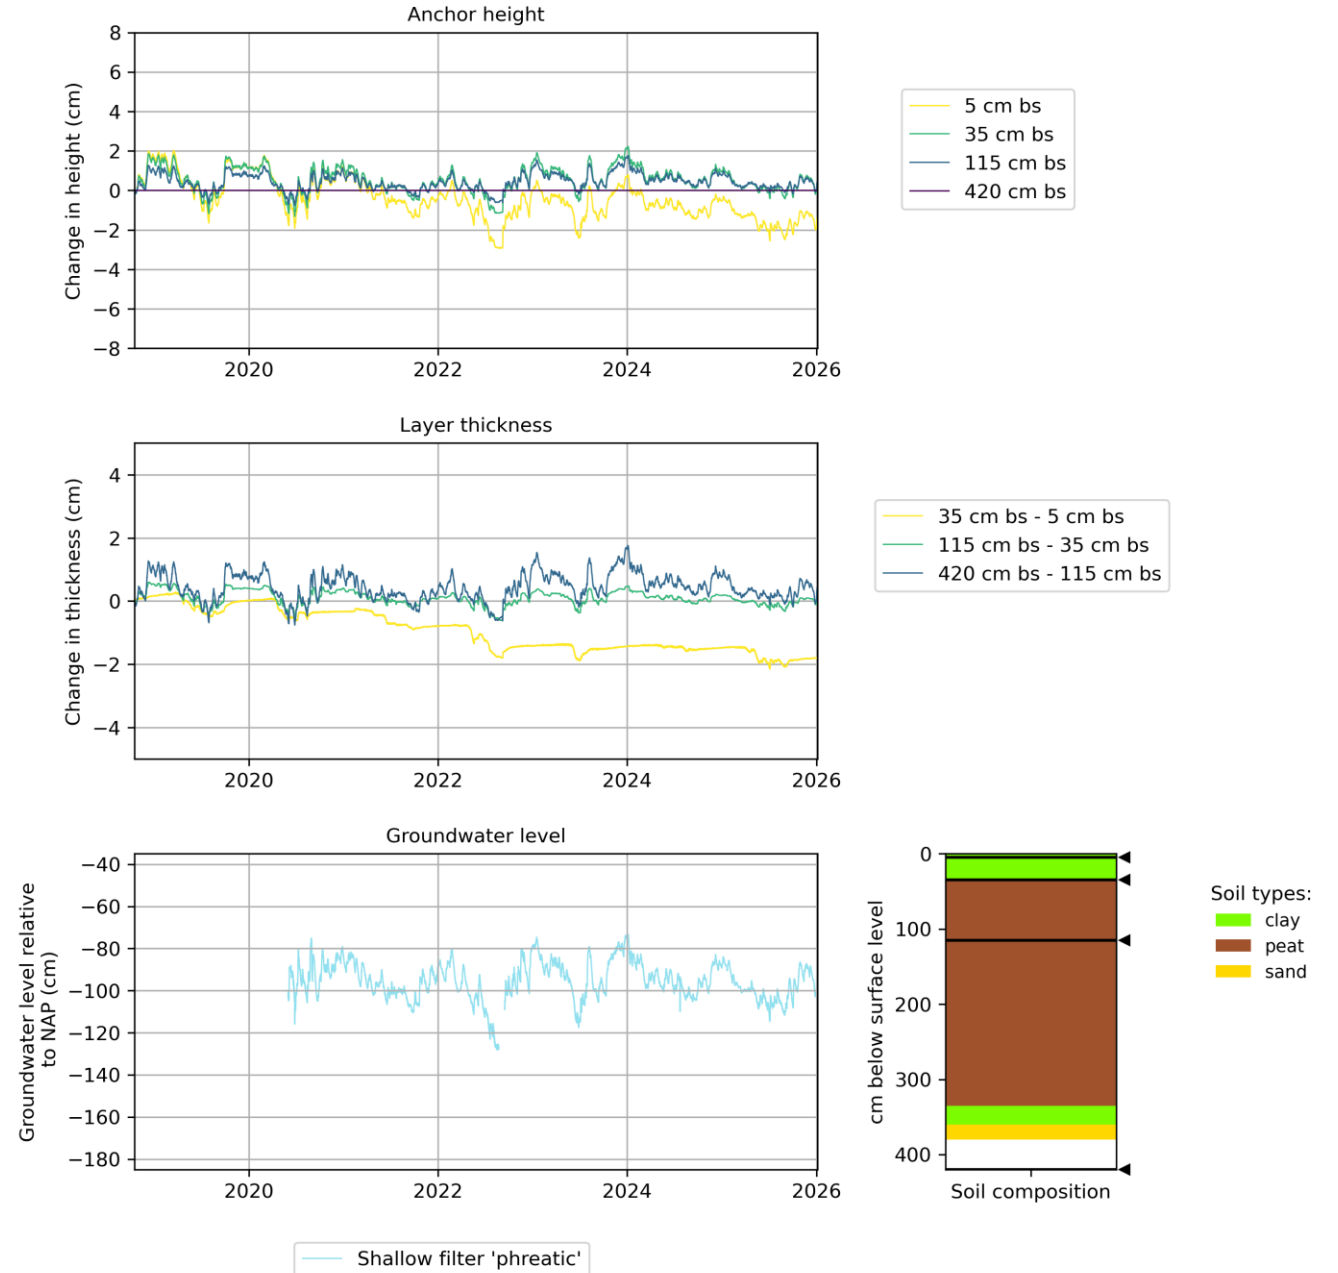 Anchor height
Change in height (cm)
8
6
4
2
0
−2
−4
−6
−8
2020
2022
2024
2026
5 cm bs
35 cm bs
115 cm bs
420 cm bs
Layer thickness
Change in thickness (cm)
4
2
0
−2
−4
2020
2022
2024
2026
35 cm bs - 5 cm bs
115 cm bs - 35 cm bs
420 cm bs - 115 cm bs
Groundwater level
Groundwater level relative
to NAP (cm)
−40
−60
−80
−100
−120
−140
−160
−180
2020
2022
2024
2026
Shallow filter 'phreatic'
cm below surface level
0
100
200
300
400
Soil composition
Soil types:
clay
peat
sand